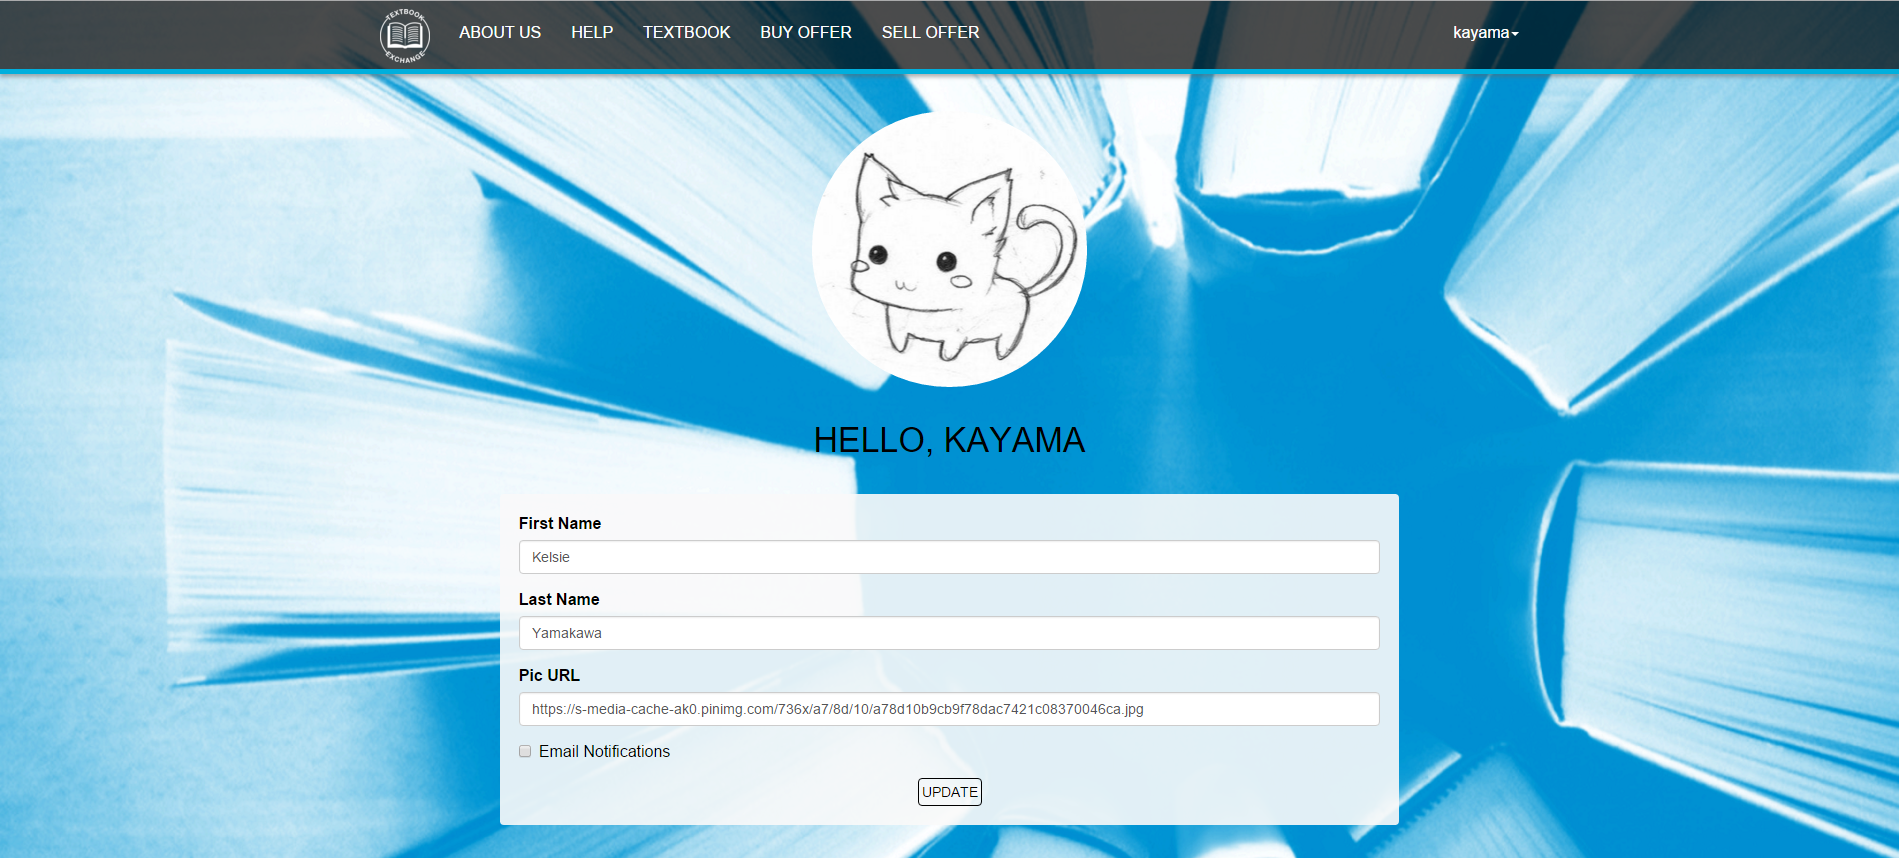 TEXTBOOK EXCHANGE
ABOUT US HELP TEXTBOOK BUY OFFER SELL OFFER kayama
HELLO, KAYAMA
First Name
Kelsie
Last Name
Yamakawa
Pic URL
https://s-media-cache-ak0.pinimg.com/736x/a7/8d/10/a78d10b9cb9f78dac7421c08370046ca.jpg
Email Notifications
UPDATE